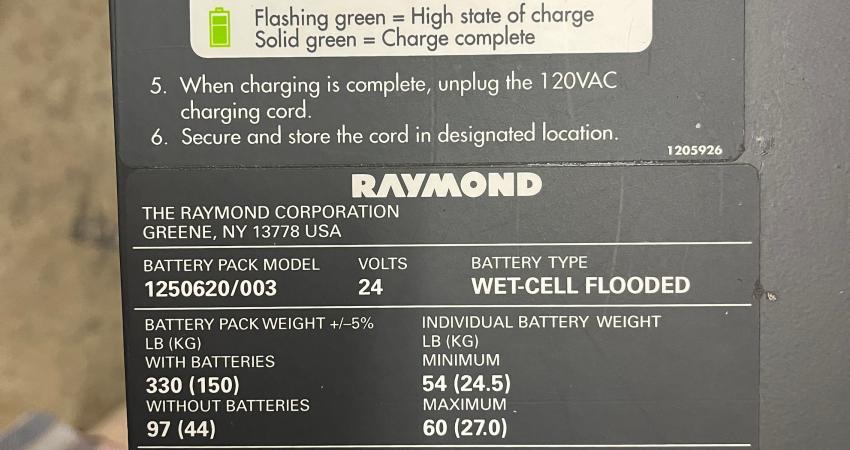 Flashing green = High state of charge
Solid green = Charge complete
5. When charging is complete, unplug the 120VAC
charging cord.
6. Secure and store the cord in designated location.
1205926
RAYMOND
THE RAYMOND CORPORATION
GREENE, NY 13778 USA
BATTERY PACK MODEL VOLTS BATTERY TYPE
1250620/003 24 WET-CELL FLOODED
BATTERY PACK WEIGHT +/–5% INDIVIDUAL BATTERY WEIGHT
LB (KG) LB (KG)
WITH BATTERIES MINIMUM
330 (150) 54 (24.5)
WITHOUT BATTERIES MAXIMUM
97 (44) 60 (27.0)